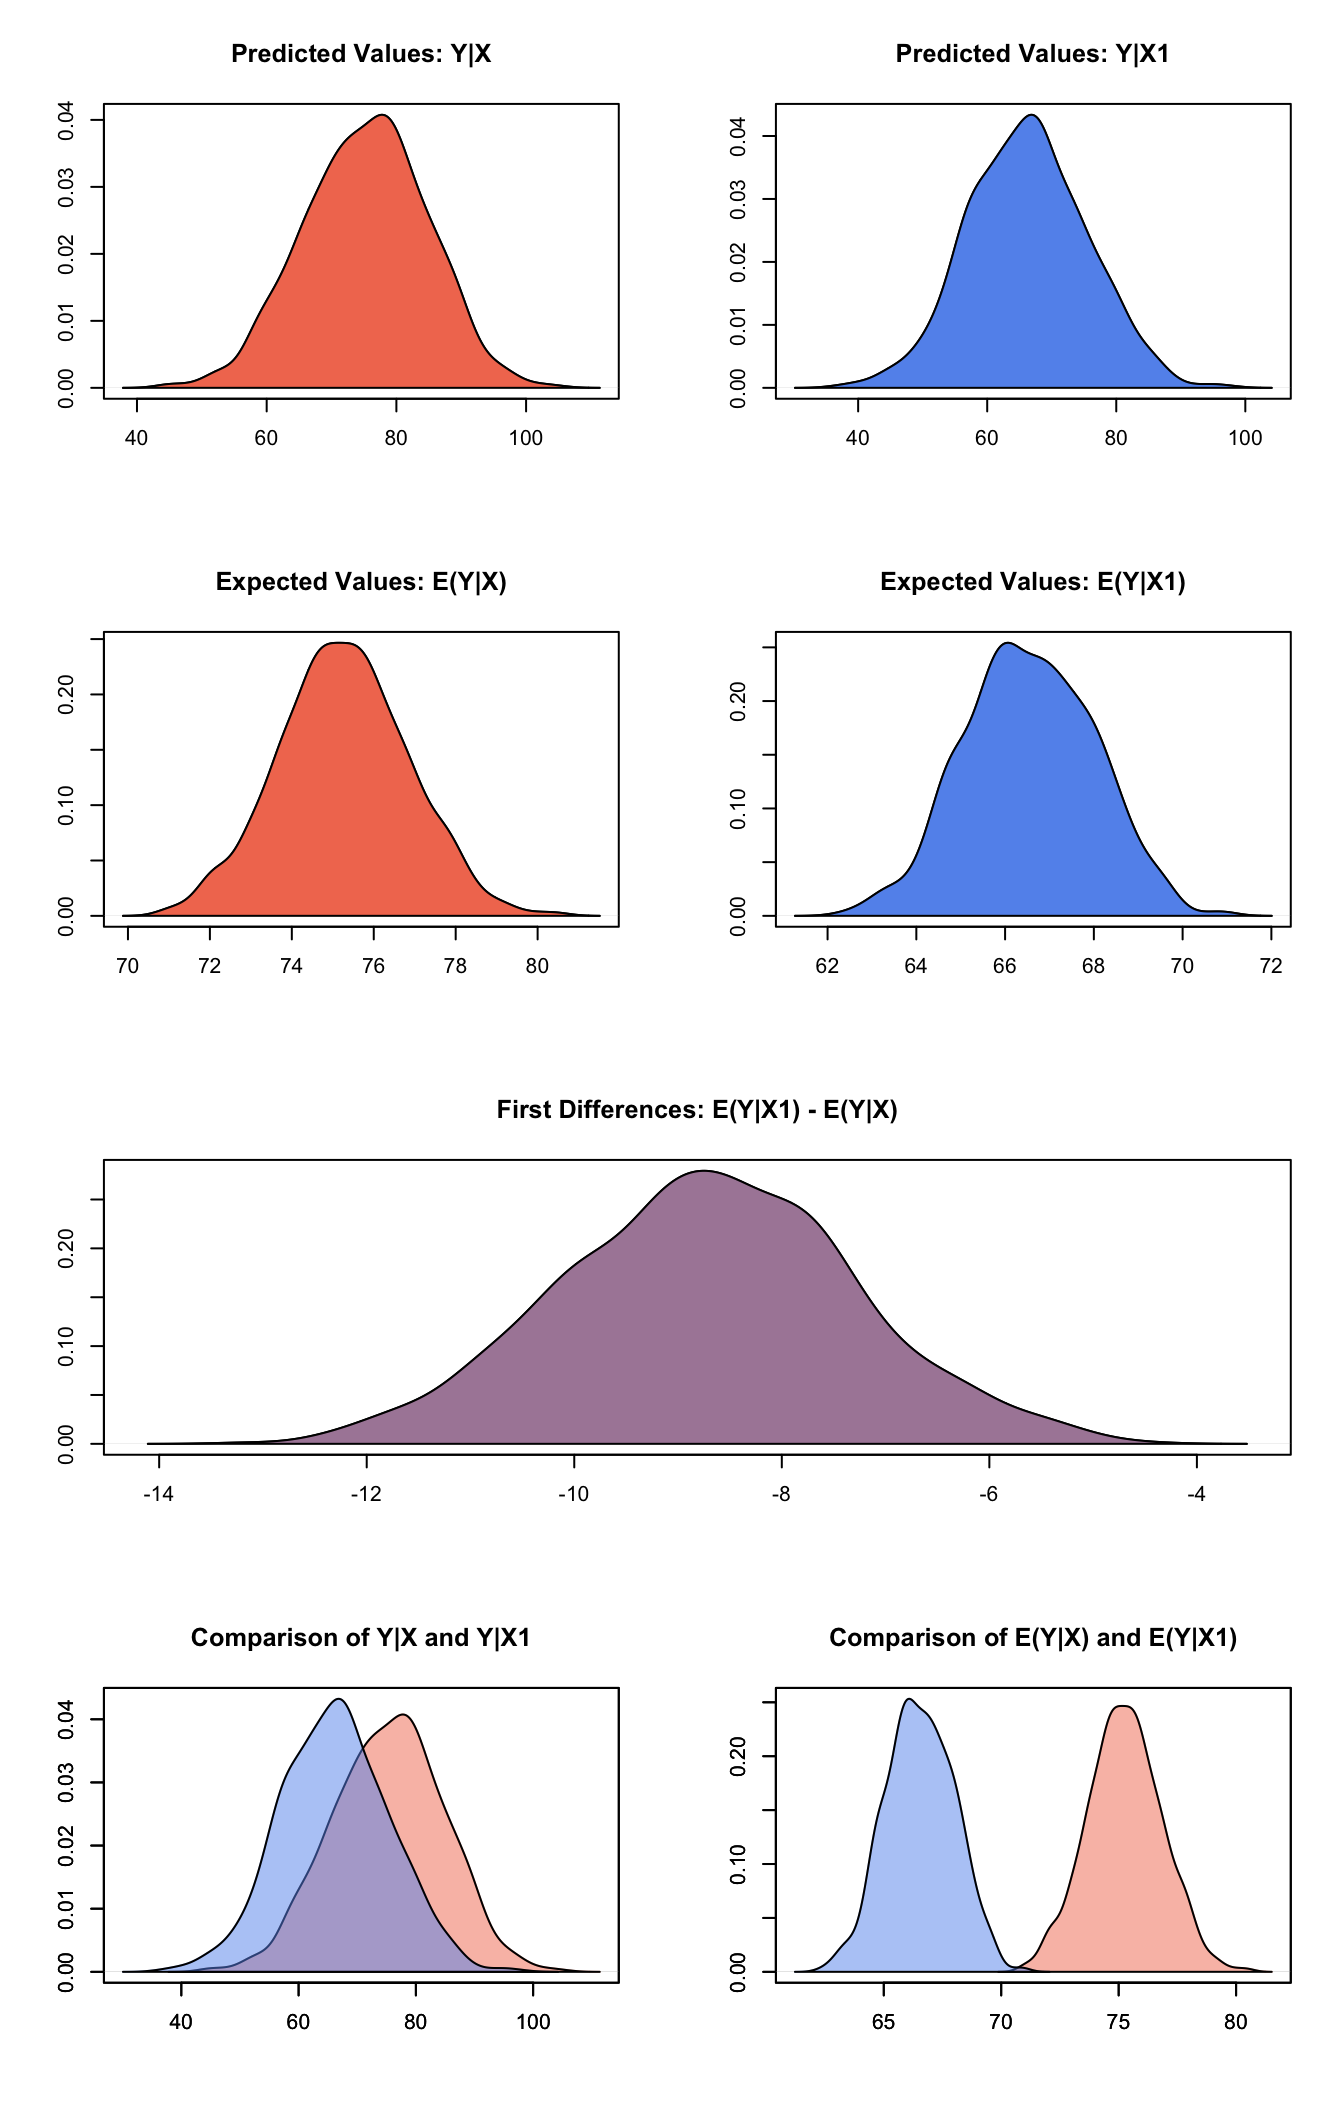 Predicted Values: Y|X
Predicted Values: Y|X1
0.00 0.01 0.02 0.03 0.04
0.00 0.01 0.02 0.03 0.04
40 60 80 100
40 60 80 100
Expected Values: E(Y|X)
Expected Values: E(Y|X1)
0.00 0.10 0.20
0.00 0.10 0.20
70 72 74 76 78 80
62 64 66 68 70 72
First Differences: E(Y|X1) - E(Y|X)
0.00 0.10 0.20
-14 -12 -10 -8 -6 -4
Comparison of Y|X and Y|X1
Comparison of E(Y|X) and E(Y|X1)
0.00 0.01 0.02 0.03 0.04
0.00 0.10 0.20
40 60 80 100
65 70 75 80